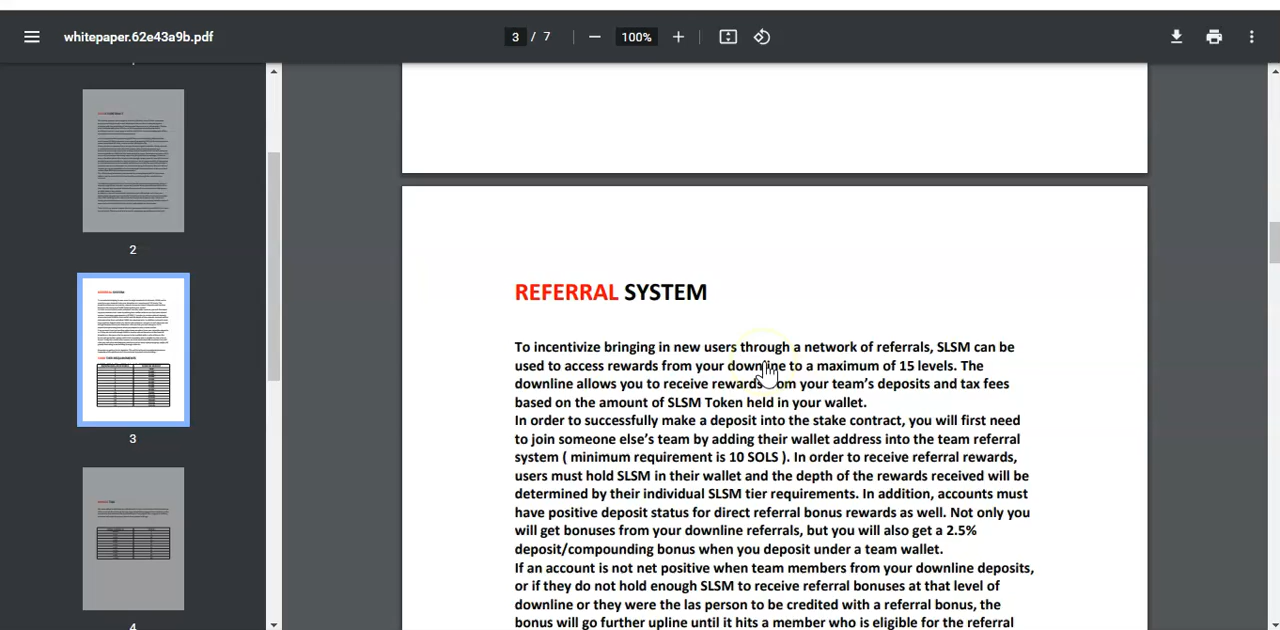 whitepaper.62e43a9b.pdf
3 / 7
100%
2
3
4
REFERRAL SYSTEM
To incentivize bringing in new users through a network of referrals, SLSM can be
used to access rewards from your downline to a maximum of 15 levels. The
downline allows you to receive rewards from your team's deposits and tax fees
based on the amount of SLSM Token held in your wallet.
In order to successfully make a deposit into the stake contract, you will first need
to join someone else's team by adding their wallet address into the team referral
system ( minimum requirement is 10 SOLS ). In order to receive referral rewards,
users must hold SLSM in their wallet and the depth of the rewards received will be
determined by their individual SLSM tier requirements. In addition, accounts must
have positive deposit status for direct referral bonus rewards as well. Not only you
will get bonuses from your downline referrals, but you will also get a 2.5%
deposit/compounding bonus when you deposit under a team wallet.
If an account is not net positive when team members from your downline deposits,
or if they do not hold enough SLSM to receive referral bonuses at that level of
downline or they were the las person to be credited with a referral bonus, the
bonus will go further upline until it hits a member who is eligible for the referral